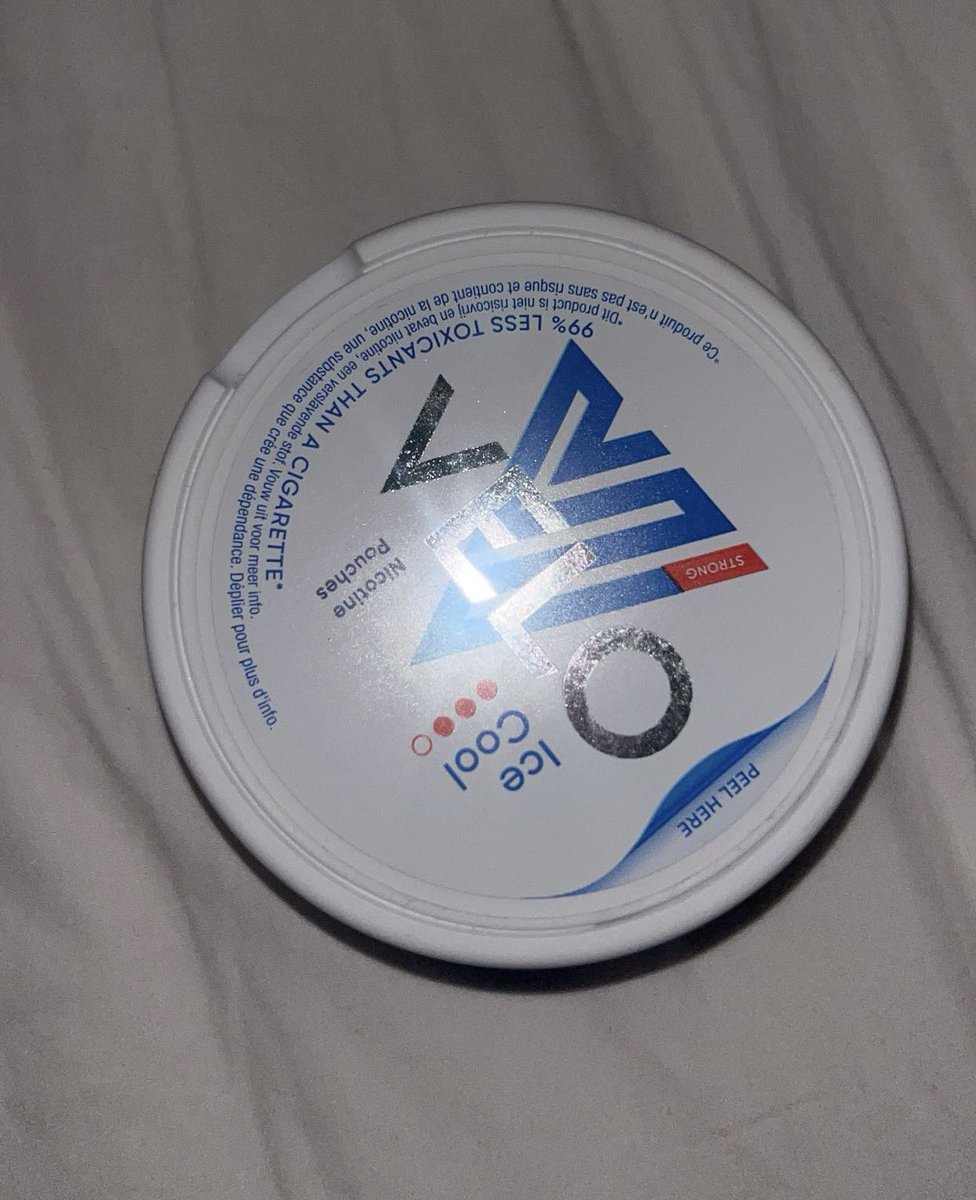 VELO
STRONG
Ice
Cool
Nicotine
Pouches
99% LESS TOXICANTS THAN A CIGARETTE*
*Dit product is niet risicovrij en bevat nicotine, een verslavende stof. Vouw uit voor meer info.
*Ce produit n'est pas sans risque et contient de la nicotine, une substance que crée une dépendance. Déplier pour plus d'info.
PEEL HERE